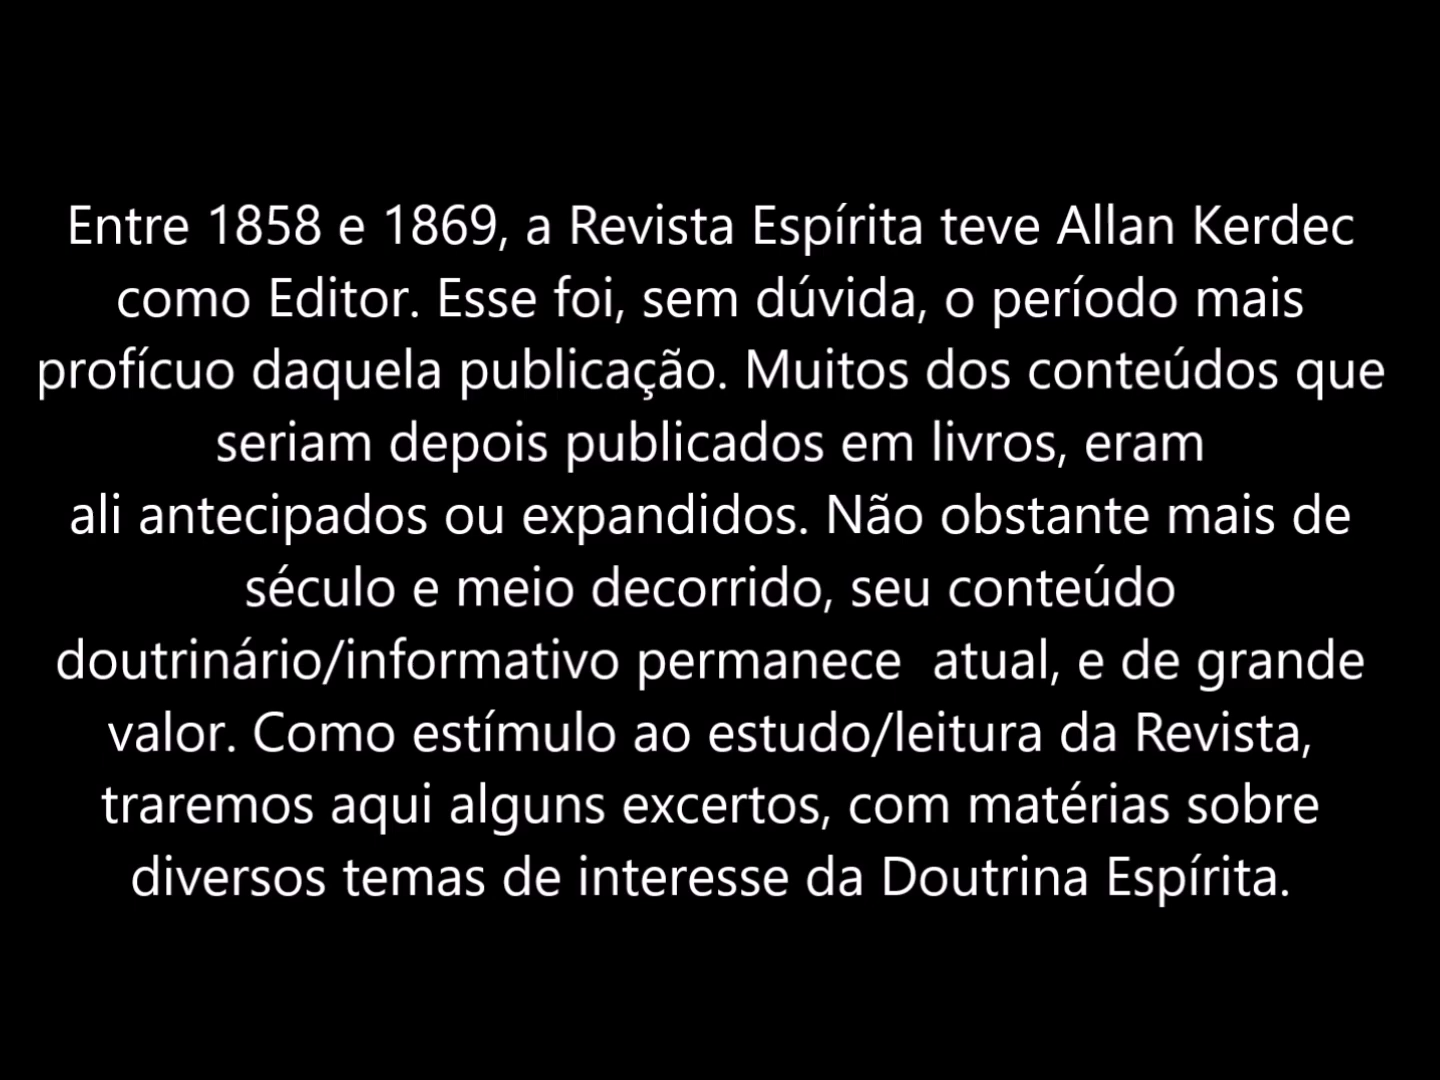 Entre 1858 e 1869, a Revista Espírita teve Allan Kerdec
como Editor. Esse foi, sem dúvida, o período mais
profícuo daquela publicação. Muitos dos conteúdos que
seriam depois publicados em livros, eram
ali antecipados ou expandidos. Não obstante mais de
século e meio decorrido, seu conteúdo
doutrinário/informativo permanece  atual, e de grande
valor. Como estímulo ao estudo/leitura da Revista,
traremos aqui alguns excertos, com matérias sobre
diversos temas de interesse da Doutrina Espírita.